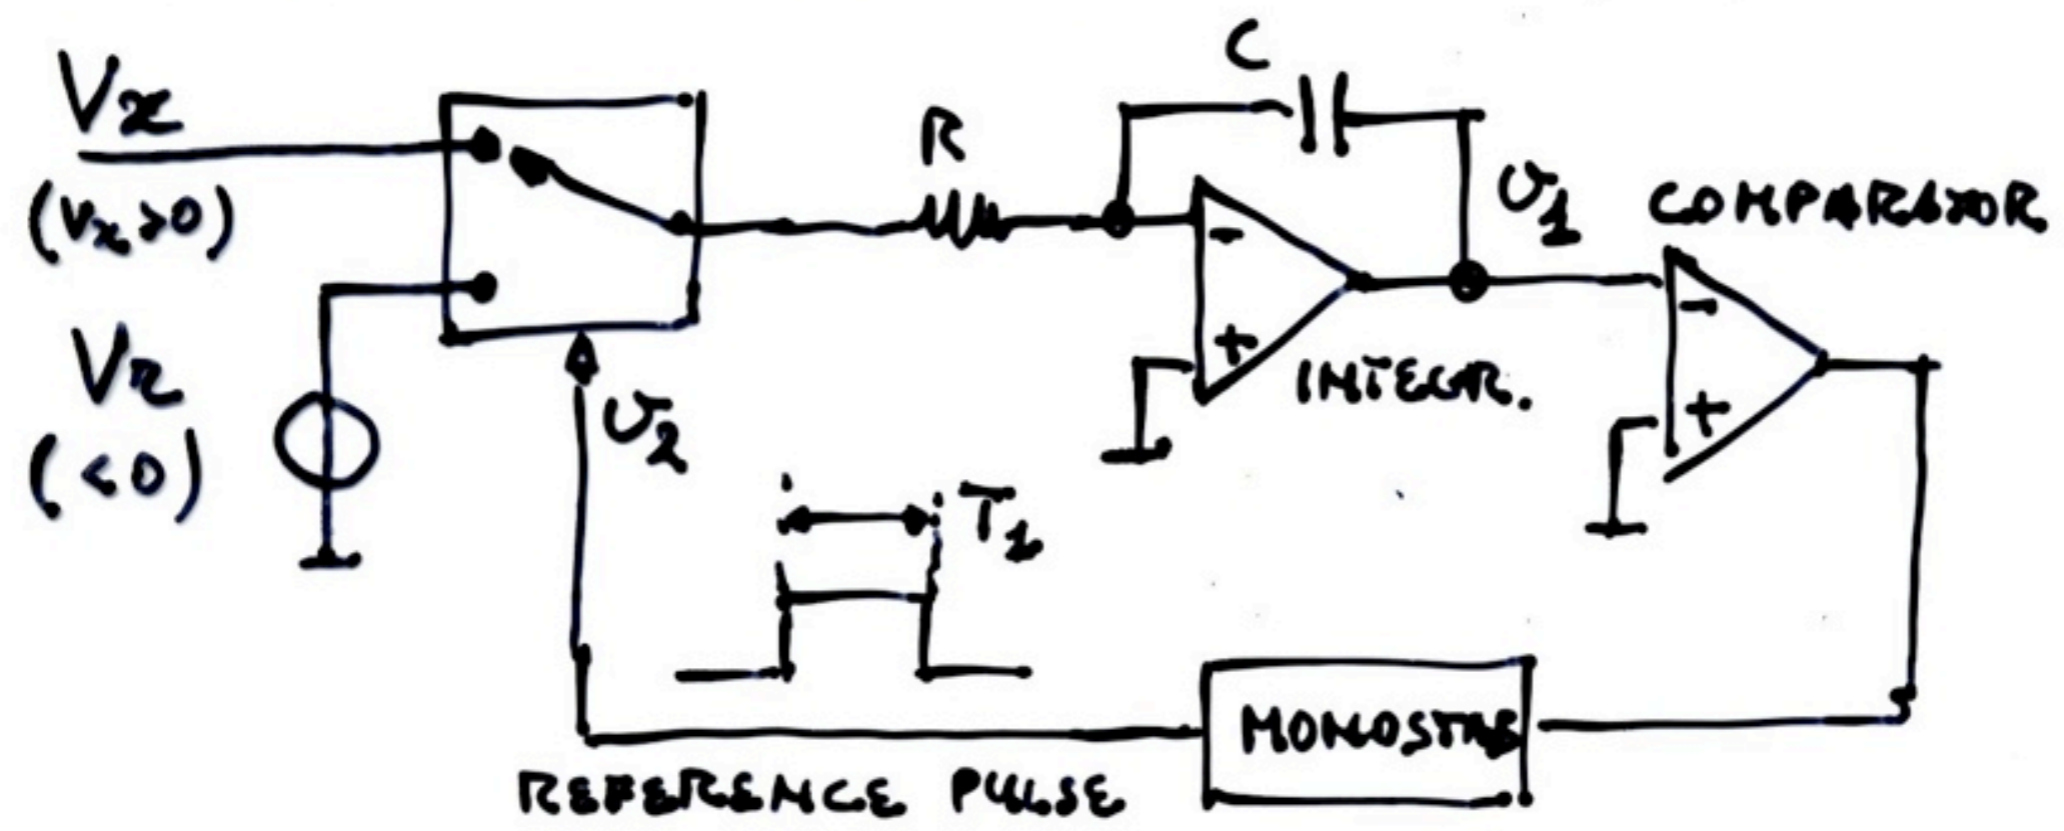 Vx
(Vx>0)
Vr
(<0)
R
C
-
+
INTEGR.
υ1
COMPARATOR
-
+
υ2
T1
MONOSTAB
REFERENCE PULSE